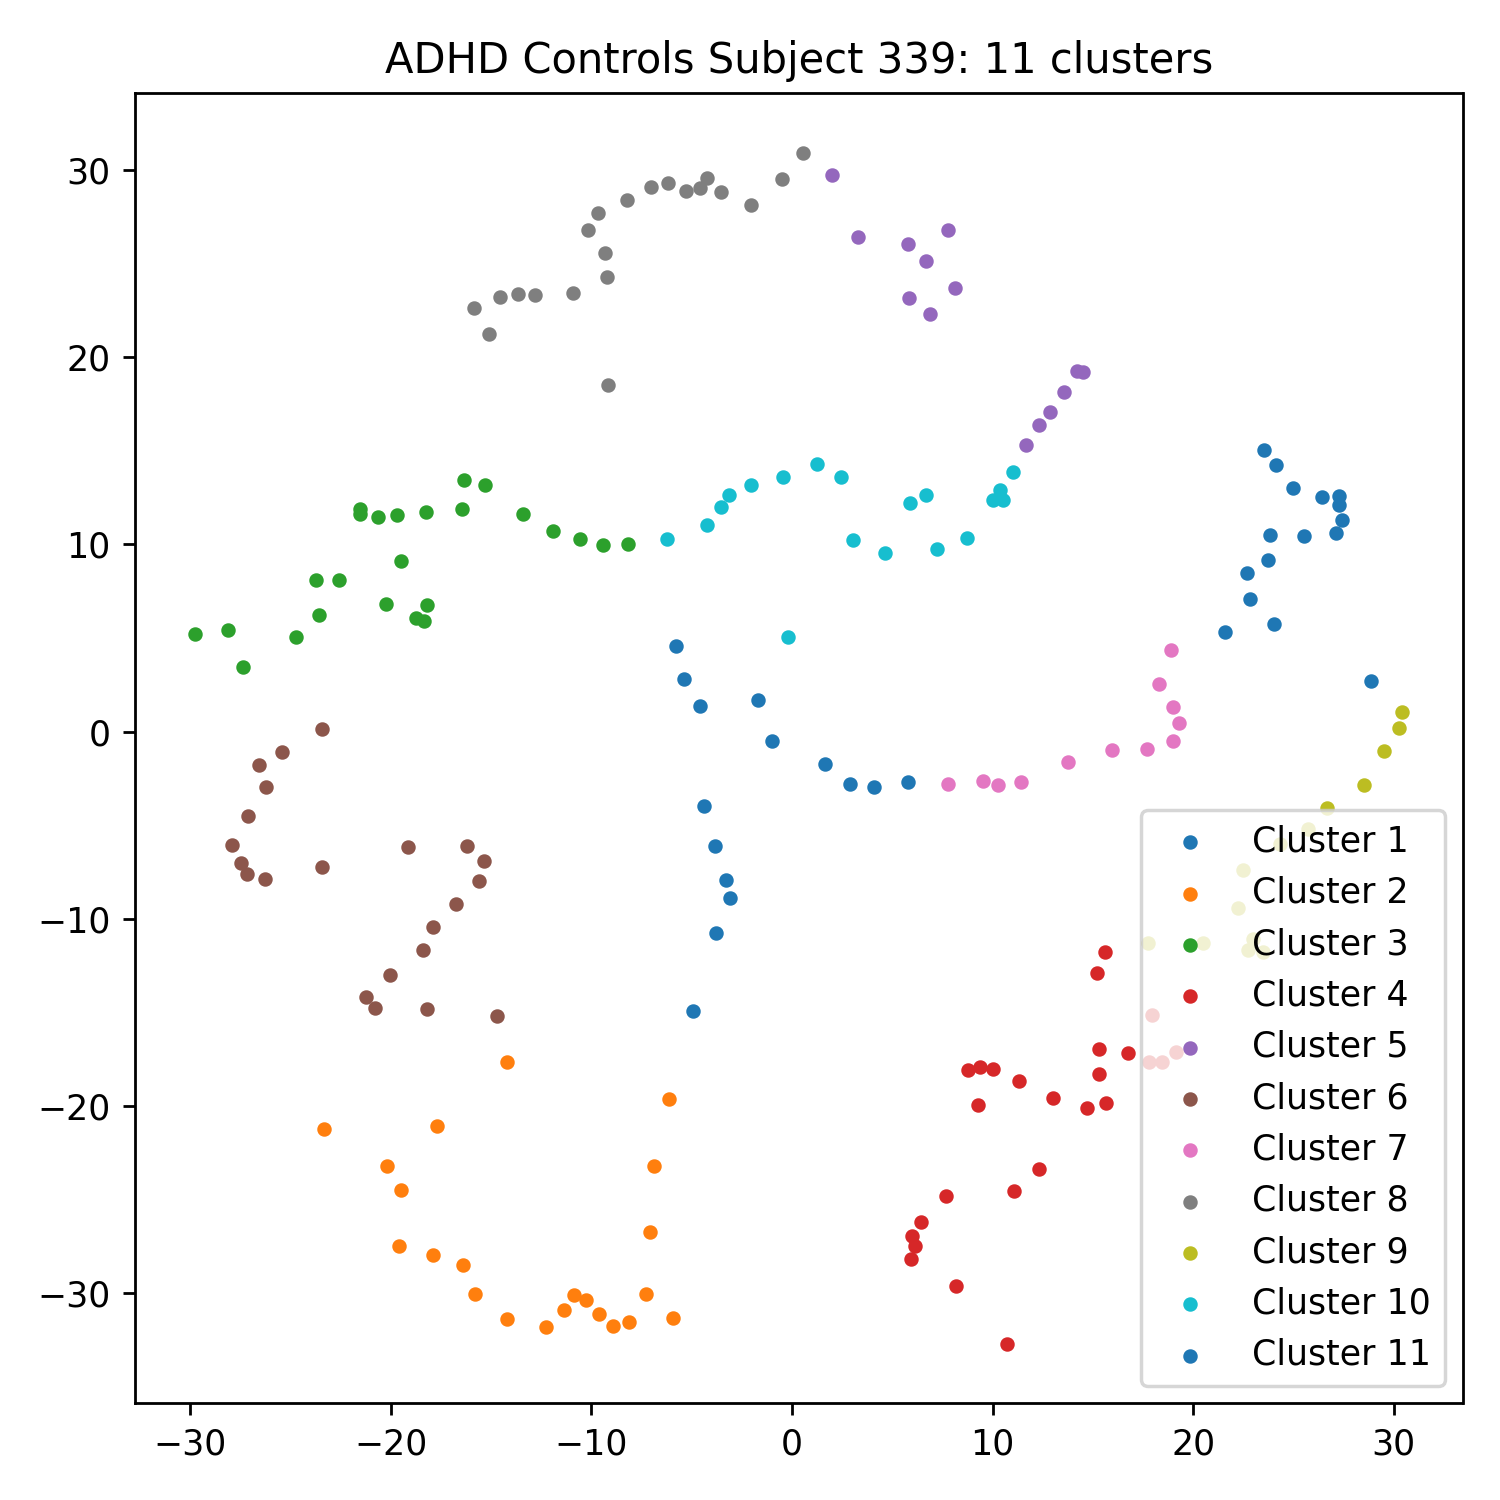 ADHD Controls Subject 339: 11 clusters
30
20
10
0
−10
−20
−30
−30
−20
−10
0
10
20
30
Cluster 1
Cluster 2
Cluster 3
Cluster 4
Cluster 5
Cluster 6
Cluster 7
Cluster 8
Cluster 9
Cluster 10
Cluster 11